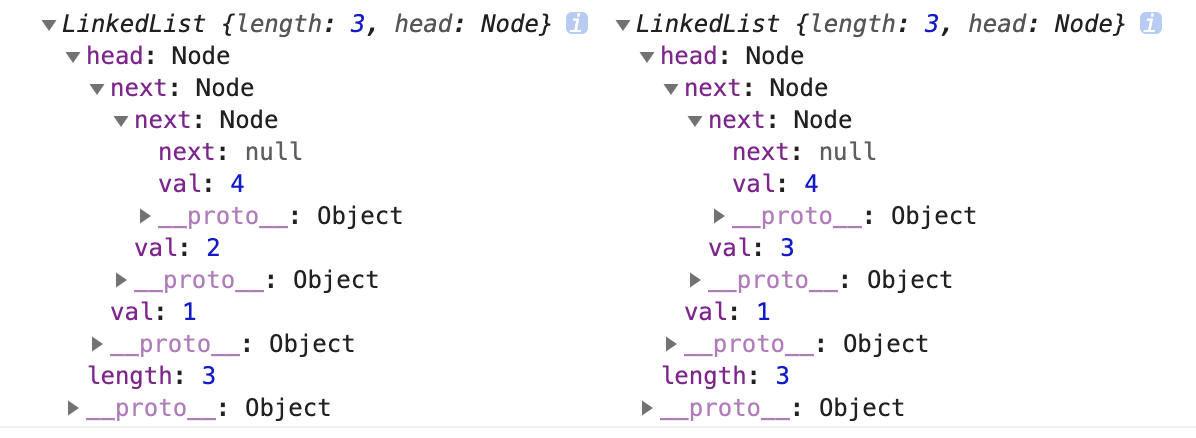 ▼LinkedList {length: 3, head: Node} i
▼head: Node
▼next: Node
▼next: Node
next: null
val: 4
▶__proto__: Object
val: 2
▶__proto__: Object
val: 1
▶__proto__: Object
length: 3
▶__proto__: Object
▼LinkedList {length: 3, head: Node} i
▼head: Node
▼next: Node
▼next: Node
next: null
val: 4
▶__proto__: Object
val: 3
▶__proto__: Object
val: 1
▶__proto__: Object
length: 3
▶__proto__: Object